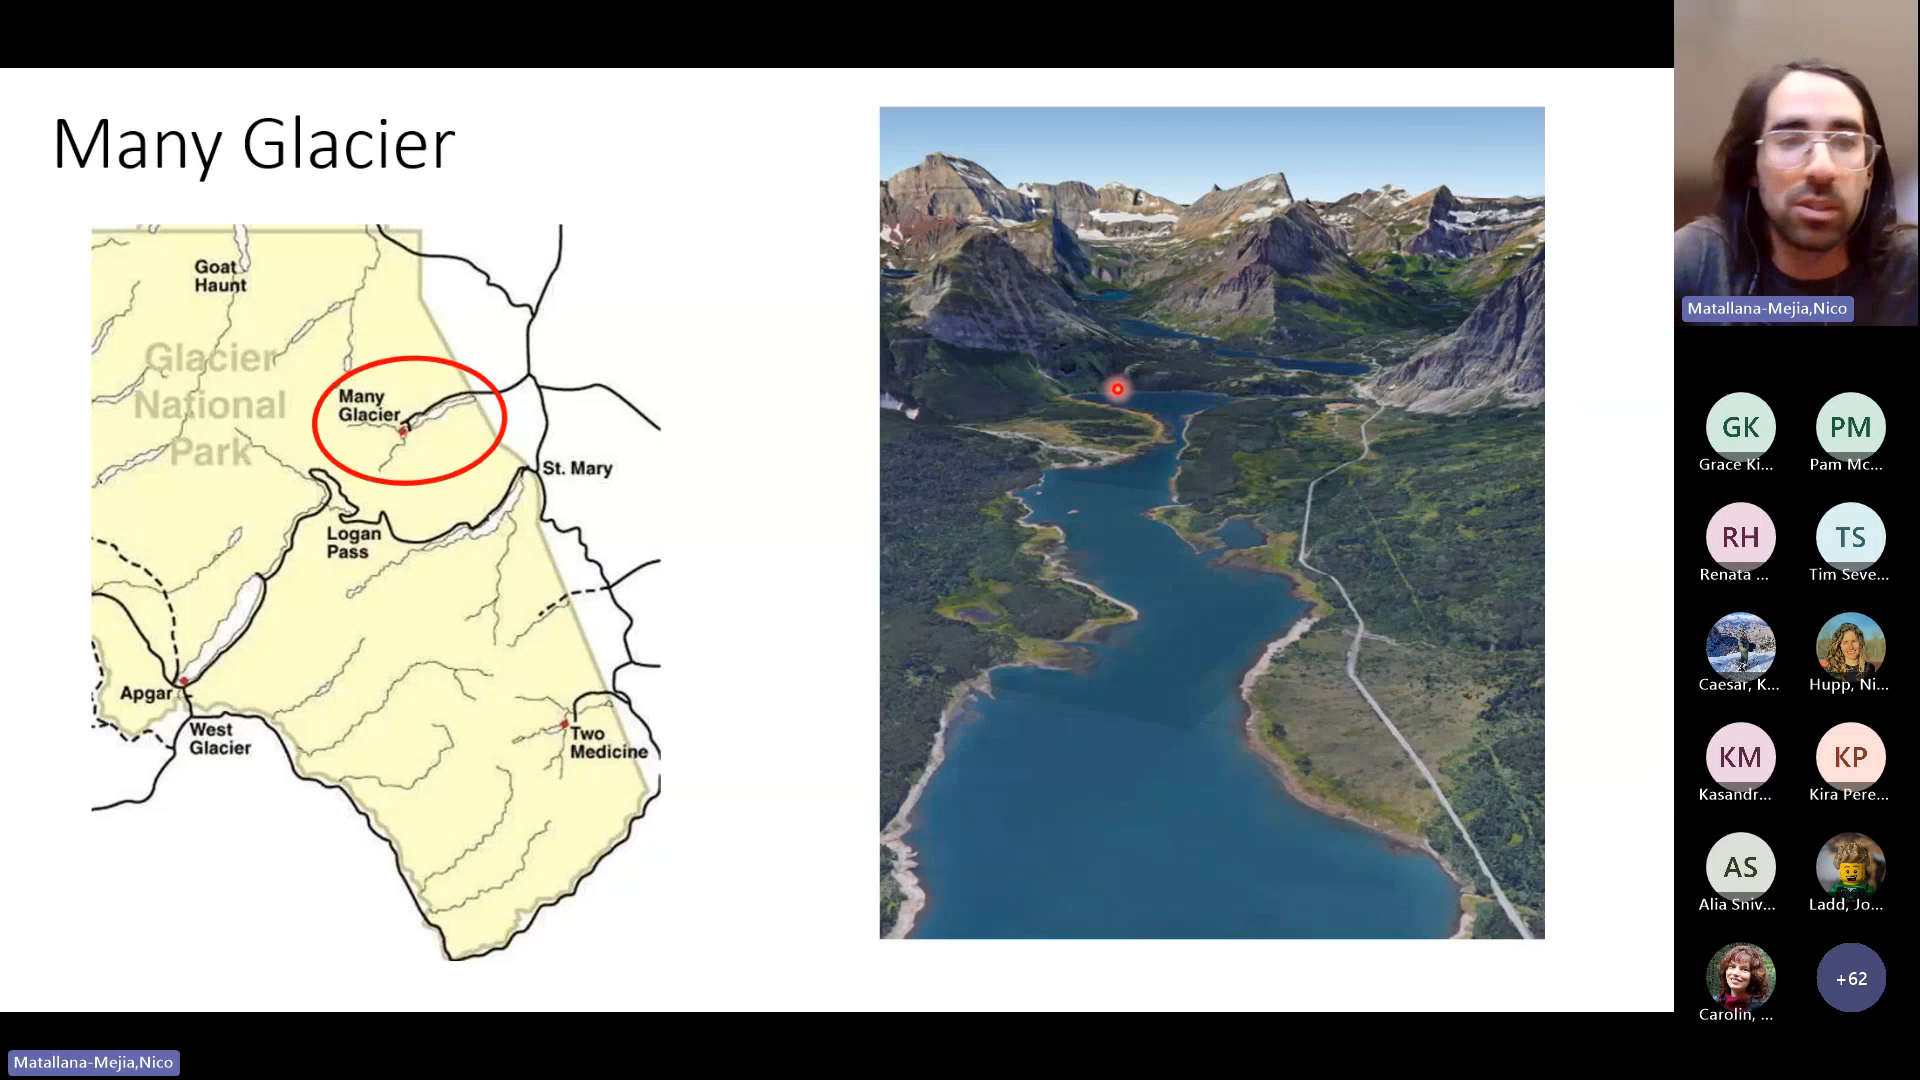 Many Glacier
Goat
Haunt
Glacier
National
Park
Many
Glacier
St. Mary
Logan
Pass
Apgar
West
Glacier
Two
Medicine
Matallana-Mejia,Nico
GK
Grace Ki...
PM
Pam Mc...
RH
Renata ...
TS
Tim Seve...
Caesar, K...
Hupp, Ni...
KM
Kasandr...
KP
Kira Pere...
AS
Alia Sniv...
Ladd, Jo...
Carolin, ...
+62
Matallana-Mejia,Nico